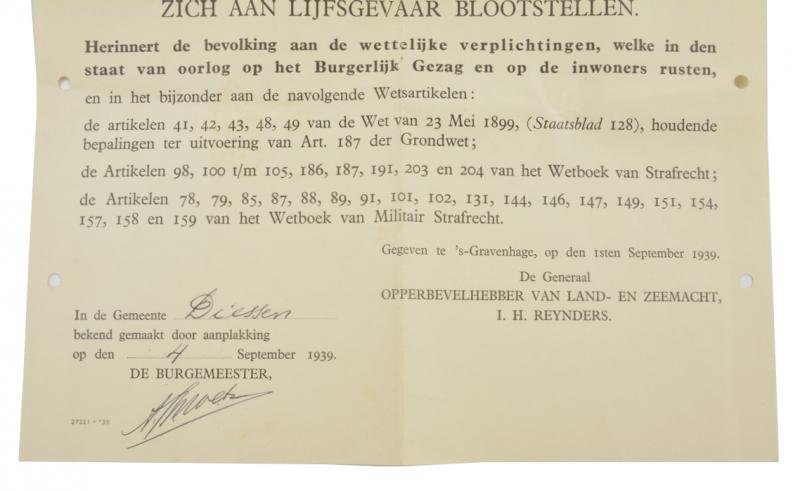 ZICH AAN LIJFSGEVAAR BLOOTSTELLEN.
Herinnert de bevolking aan de wettelijke verplichtingen, welke in den
staat van oorlog op het Burgerlijk Gezag en op de inwoners rusten,
en in het bijzonder aan de navolgende Wetsartikelen:
de artikelen 41, 42, 43, 48, 49 van de Wet van 23 Mei 1899, (Staatsblad 128), houdende
bepalingen ter uitvoering van Art. 187 der Grondwet;
de Artikelen 98, 100 t/m 105, 186, 187, 191, 203 en 204 van het Wetboek van Strafrecht;
de Artikelen 78, 79, 85, 87, 88, 89, 91, 101, 102, 131, 144, 146, 147, 149, 151, 154,
157, 158 en 159 van het Wetboek van Militair Strafrecht.
Gegeven te 's-Gravenhage, op den 1sten September 1939.
De Generaal
OPPERBEVELHEBBER VAN LAND- EN ZEEMACHT,
I. H. REYNDERS.
In de Gemeente Diessen
bekend gemaakt door aanplakking
op den 4 September 1939.
DE BURGEMEESTER,
27221 - '39